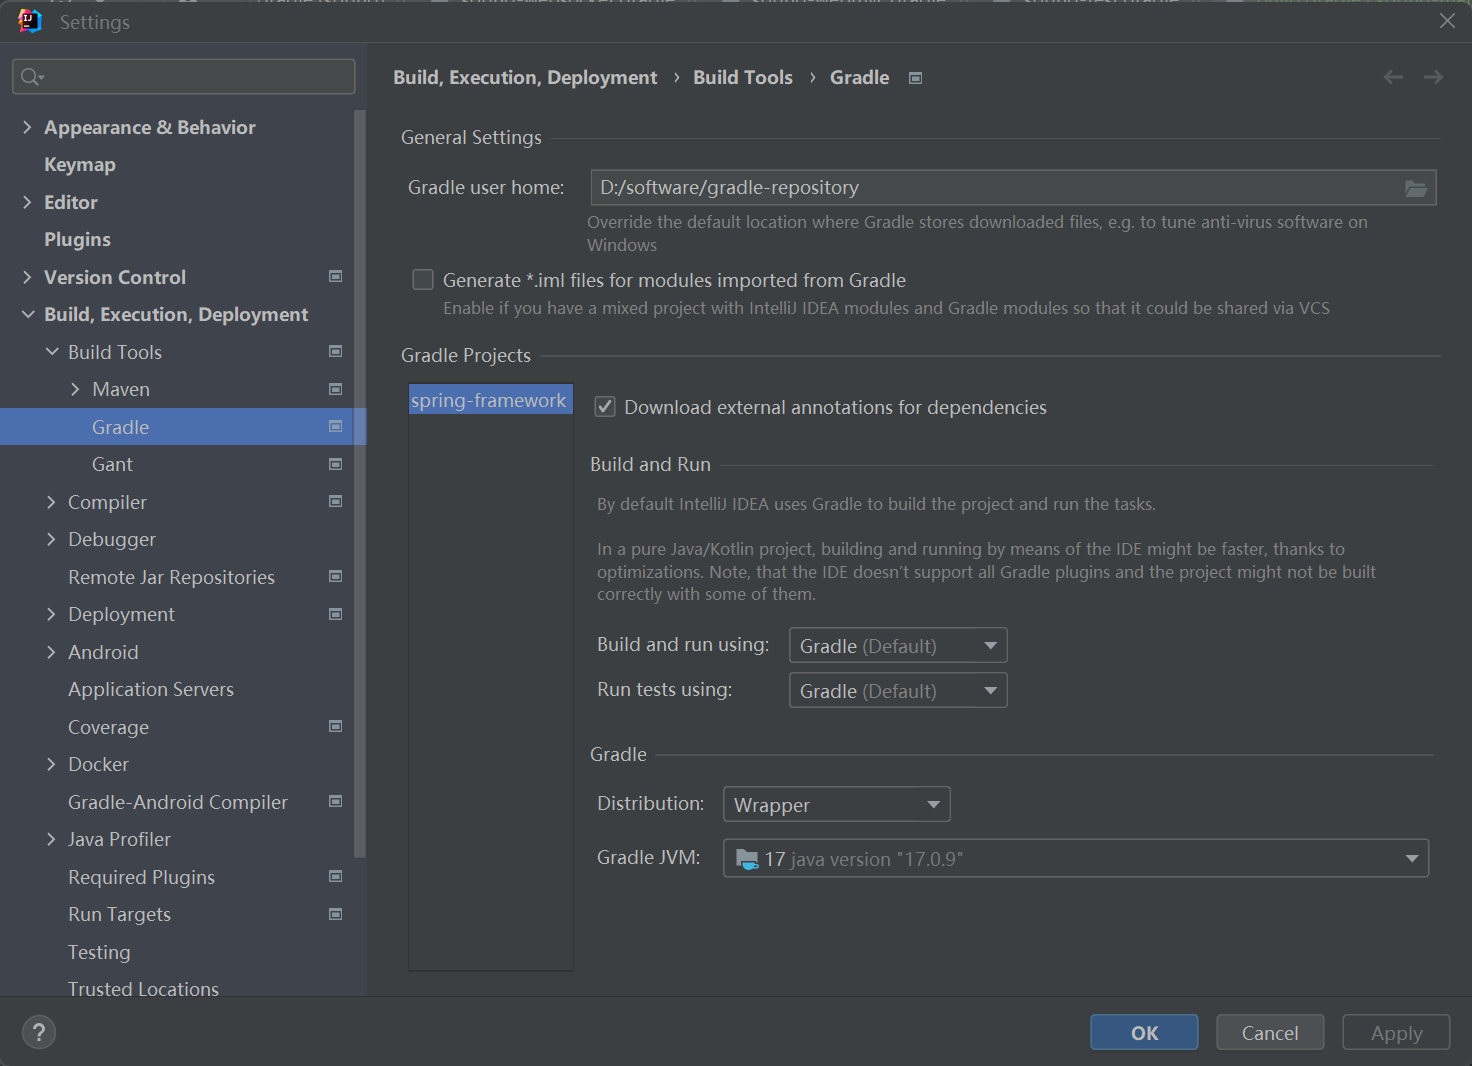 Settings
Build, Execution, Deployment › Build Tools › Gradle
Appearance & Behavior
Keymap
Editor
Plugins
Version Control
Build, Execution, Deployment
Build Tools
Maven
Gradle
Gant
Compiler
Debugger
Remote Jar Repositories
Deployment
Android
Application Servers
Coverage
Docker
Gradle-Android Compiler
Java Profiler
Required Plugins
Run Targets
Testing
Trusted Locations
General Settings
Gradle user home: D:/software/gradle-repository
Override the default location where Gradle stores downloaded files, e.g. to tune anti-virus software on
Windows
Generate *.iml files for modules imported from Gradle
Enable if you have a mixed project with IntelliJ IDEA modules and Gradle modules so that it could be shared via VCS
Gradle Projects
spring-framework
Download external annotations for dependencies
Build and Run
By default IntelliJ IDEA uses Gradle to build the project and run the tasks.
In a pure Java/Kotlin project, building and running by means of the IDE might be faster, thanks to
optimizations. Note, that the IDE doesn't support all Gradle plugins and the project might not be built
correctly with some of them.
Build and run using: Gradle (Default)
Run tests using: Gradle (Default)
Gradle
Distribution: Wrapper
Gradle JVM: 17 java version "17.0.9"
?
OK
Cancel
Apply